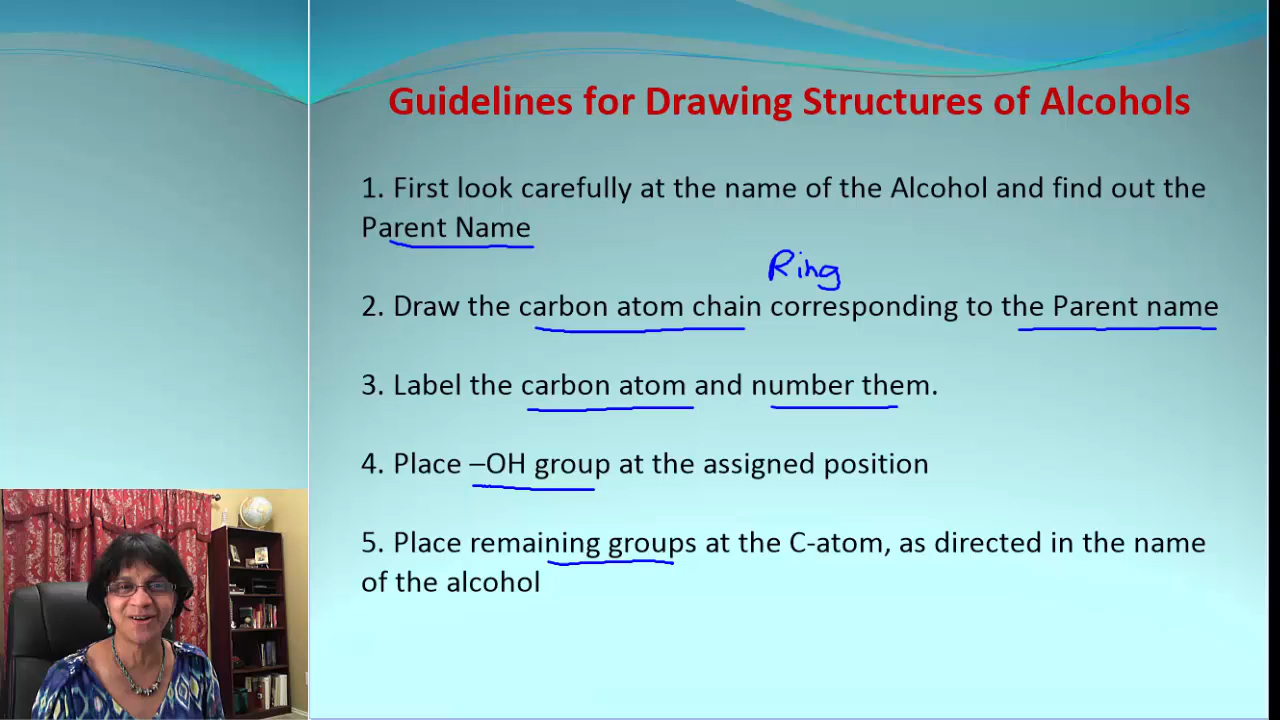 Guidelines for Drawing Structures of Alcohols
1. First look carefully at the name of the Alcohol and find out the
Parent Name
Ring
2. Draw the carbon atom chain corresponding to the Parent name
3. Label the carbon atom and number them.
4. Place –OH group at the assigned position
5. Place remaining groups at the C-atom, as directed in the name
of the alcohol